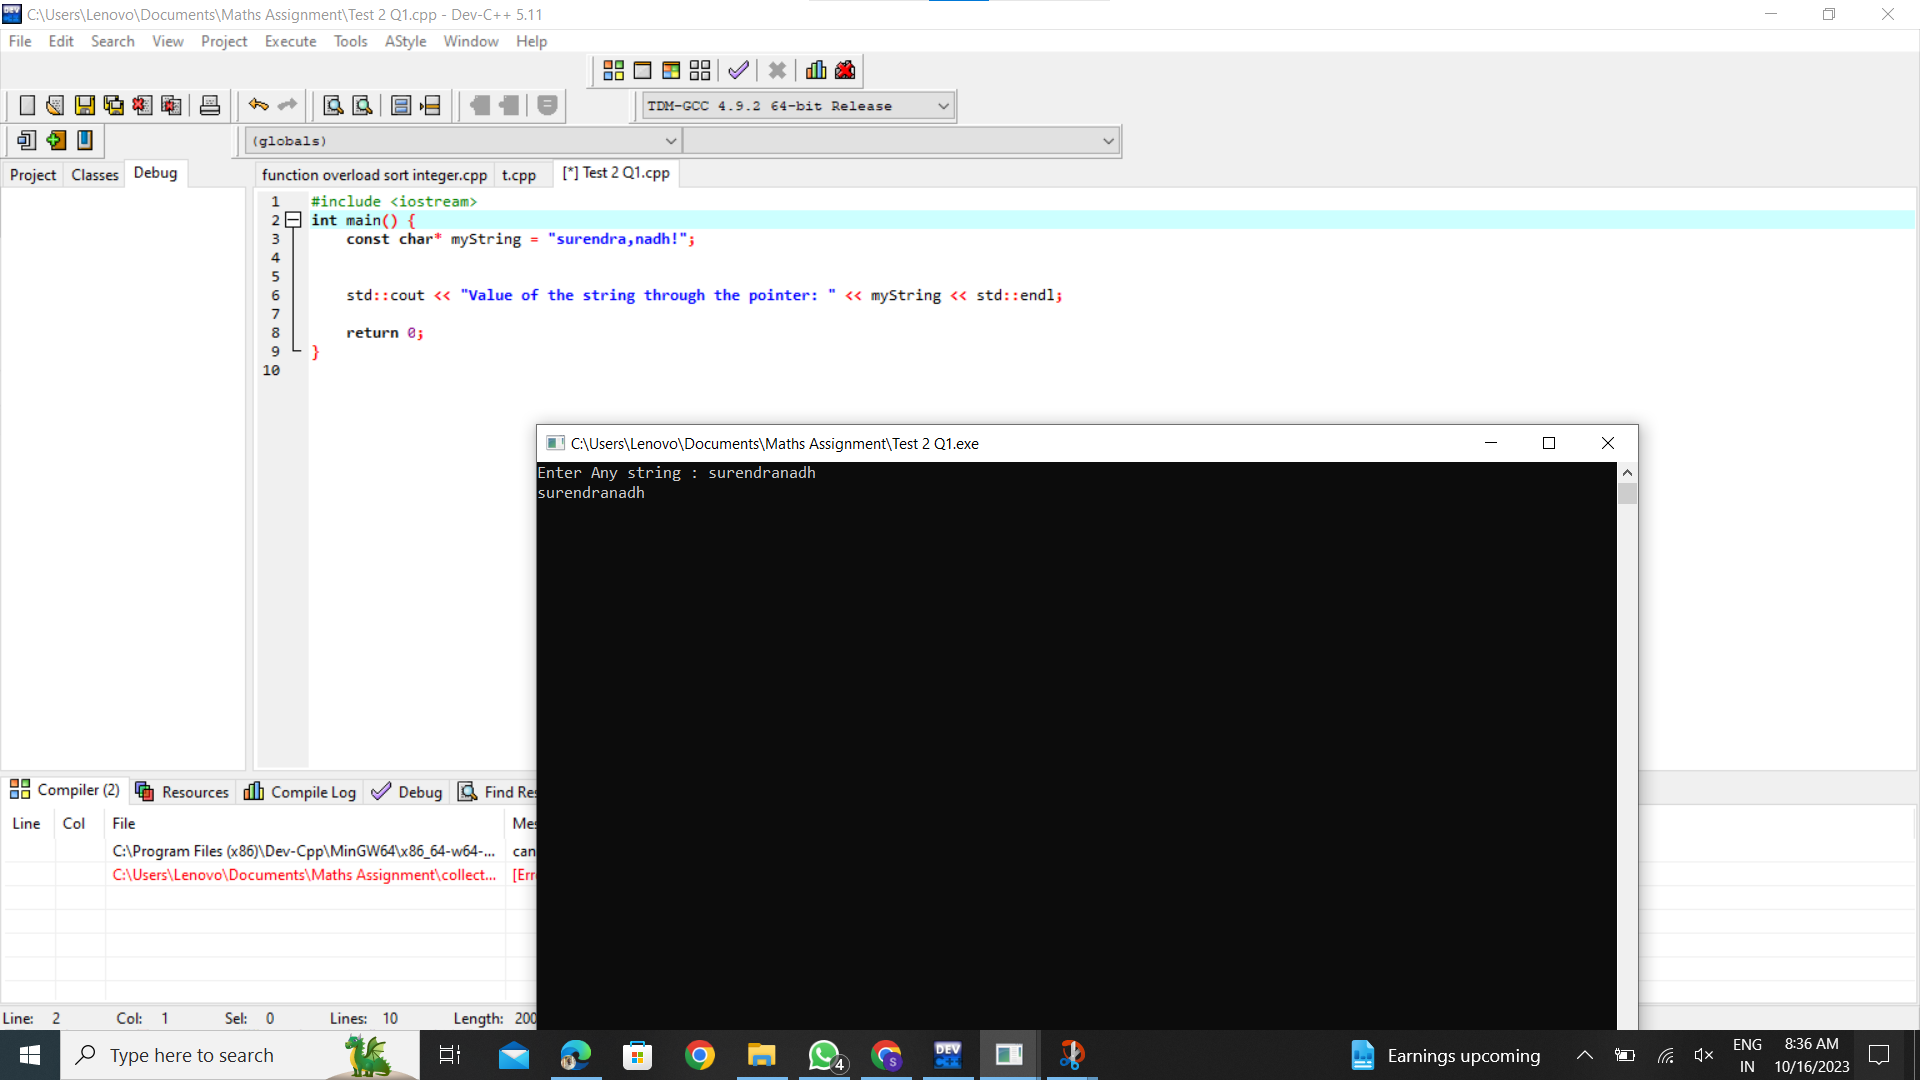 C:\Users\Lenovo\Documents\Maths Assignment\Test 2 Q1.cpp - Dev-C++ 5.11
File Edit Search View Project Execute Tools AStyle Window Help
TDM-GCC 4.9.2 64-bit Release
(globals)
Project Classes Debug
function overload sort integer.cpp t.cpp [*] Test 2 Q1.cpp
1 #include <iostream>
2 int main() {
3 const char* myString = "surendra,nadh!";
4
5
6 std::cout << "Value of the string through the pointer: " << myString << std::endl;
7
8 return 0;
9 }
10
C:\Users\Lenovo\Documents\Maths Assignment\Test 2 Q1.exe
Enter Any string : surendranadh
surendranadh
Compiler (2) Resources Compile Log Debug Find Res
Line Col File Mes
C:\Program Files (x86)\Dev-Cpp\MinGW64\x86_64-w64-... can
C:\Users\Lenovo\Documents\Maths Assignment\collect... [Err
Line: 2 Col: 1 Sel: 0 Lines: 10 Length: 200
Type here to search
4
S
DEV
Earnings upcoming
ENG
IN
8:36 AM
10/16/2023